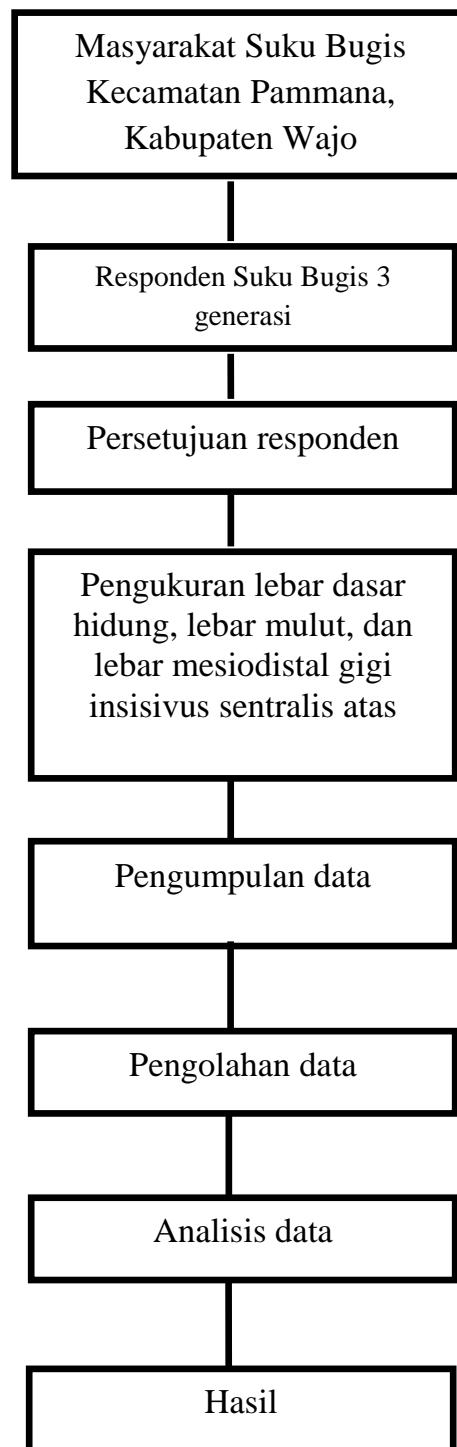 Masyarakat Suku Bugis
Kecamatan Pammana,
Kabupaten Wajo
Responden Suku Bugis 3
generasi
Persetujuan responden
Pengukuran lebar dasar
hidung, lebar mulut, dan
lebar mesiodistal gigi
insisivus sentralis atas
Pengumpulan data
Pengolahan data
Analisis data
Hasil